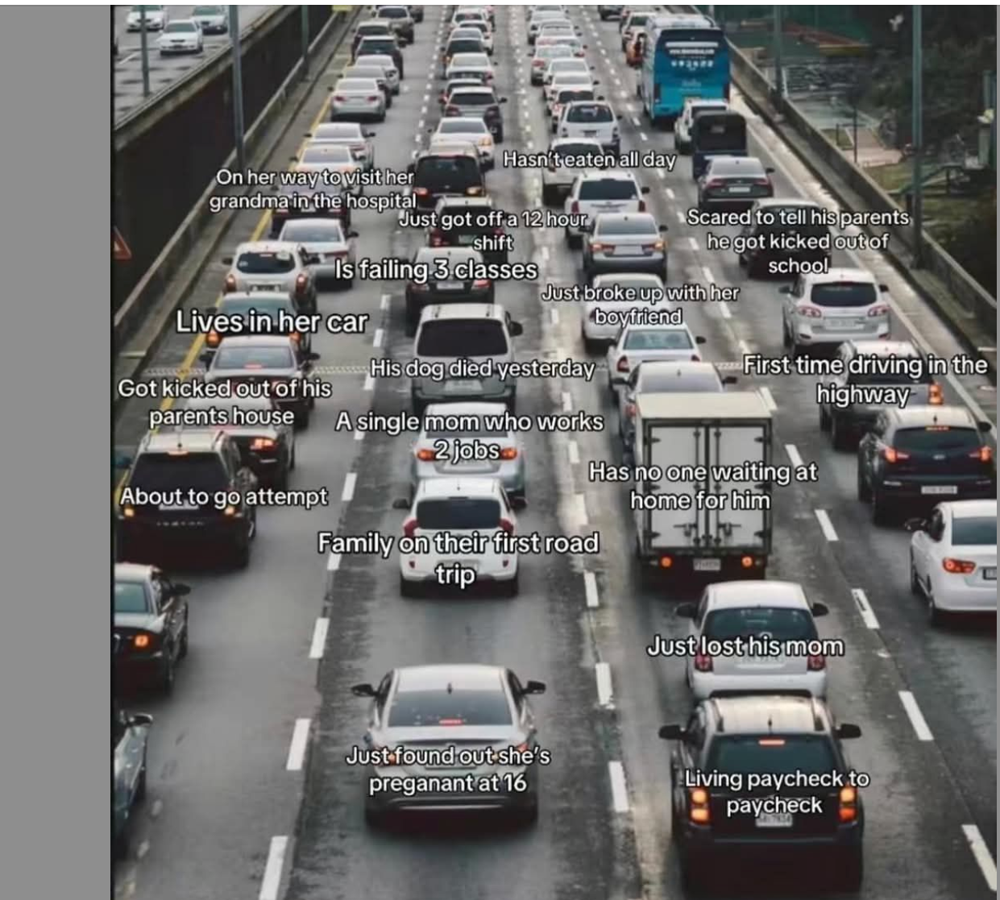 Hasn't eaten all day
On her way to visit her
grandma in the hospital
Just got off a 12 hour
shift
Scared to tell his parents
he got kicked out of
school
Is failing 3 classes
Just broke up with her
boyfriend
Lives in her car
His dog died yesterday
First time driving in the
highway
Got kicked out of his
parents house
A single mom who works
2 jobs
Has no one waiting at
home for him
About to go attempt
Family on their first road
trip
Just lost his mom
Just found out she's
preganant at 16
Living paycheck to
paycheck